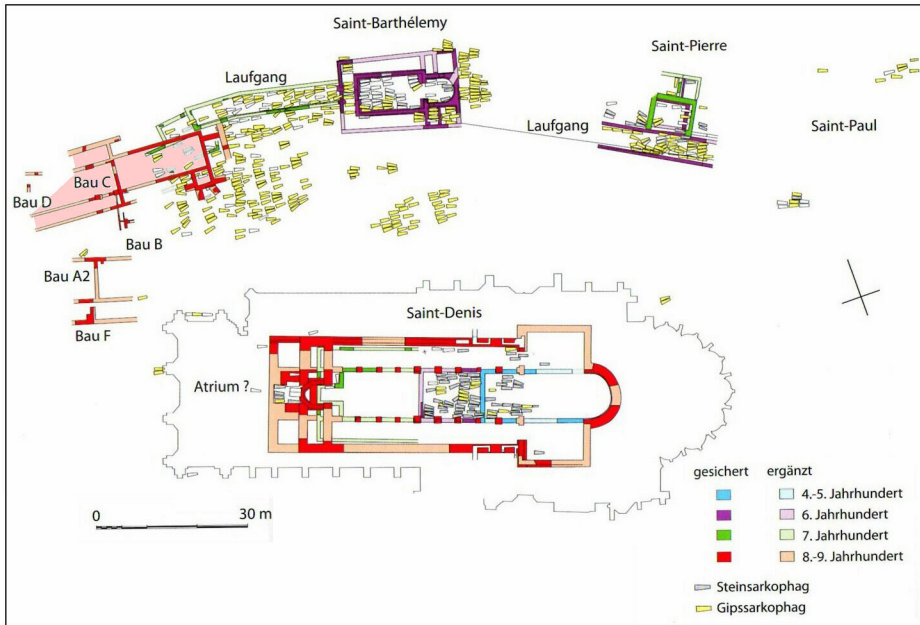 Saint-Barthélemy
Saint-Pierre
Laufgang
Laufgang
Saint-Paul
Bau C
Bau D
Bau B
Bau A2
Bau F
Saint-Denis
Atrium ?
gesichert ergänzt
4.-5. Jahrhundert
6. Jahrhundert
7. Jahrhundert
8.-9. Jahrhundert
0 30 m
Steinsarkophag
Gipssarkophag